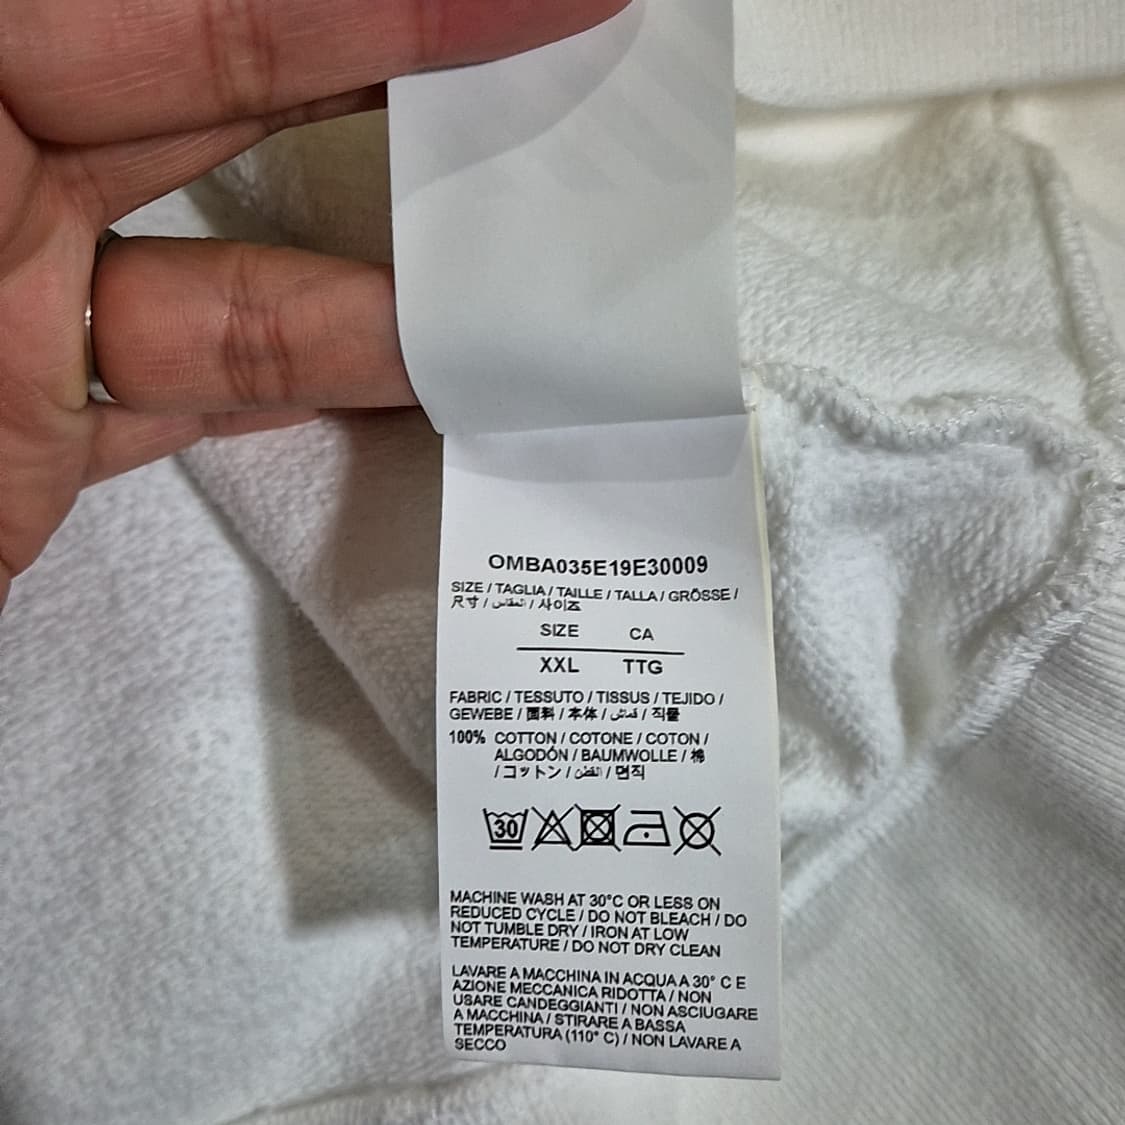 OMBA035E19E30009
SIZE / TAGLIA / TAILLE / TALLA / GRÖSSE /
尺寸 / المقاس / 사이즈
SIZE CA
XXL TTG
FABRIC / TESSUTO / TISSUS / TEJIDO /
GEWEBE / 面料 / 本体 / قماش / 직물
100% COTTON / COTONE / COTON /
ALGODÓN / BAUMWOLLE / 棉
/ コットン / القطن / 면직
30
MACHINE WASH AT 30°C OR LESS ON
REDUCED CYCLE / DO NOT BLEACH / DO
NOT TUMBLE DRY / IRON AT LOW
TEMPERATURE / DO NOT DRY CLEAN
LAVARE A MACCHINA IN ACQUA A 30° C E
AZIONE MECCANICA RIDOTTA / NON
USARE CANDEGGIANTI / NON ASCIUGARE
A MACCHINA / STIRARE A BASSA
TEMPERATURA (110° C) / NON LAVARE A
SECCO